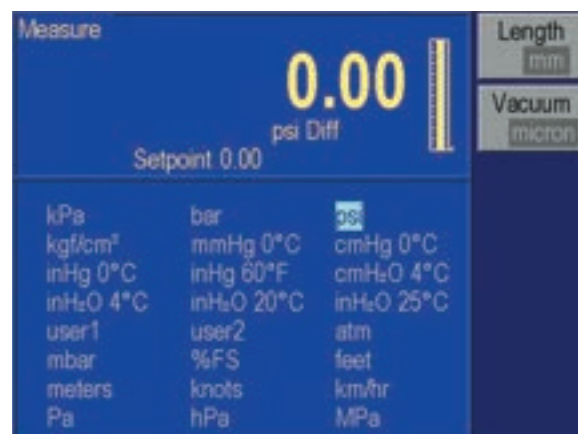 Measure
0.00
psi Diff
Setpoint 0.00
Length
mm
Vacuum
micron
kPa bar psi
kgf/cm² mmHg 0°C cmHg 0°C
inHg 0°C inHg 60°F cmH₂O 4°C
inH₂O 4°C inH₂O 20°C inH₂O 25°C
user1 user2 atm
mbar %FS feet
meters knots km/hr
Pa hPa MPa